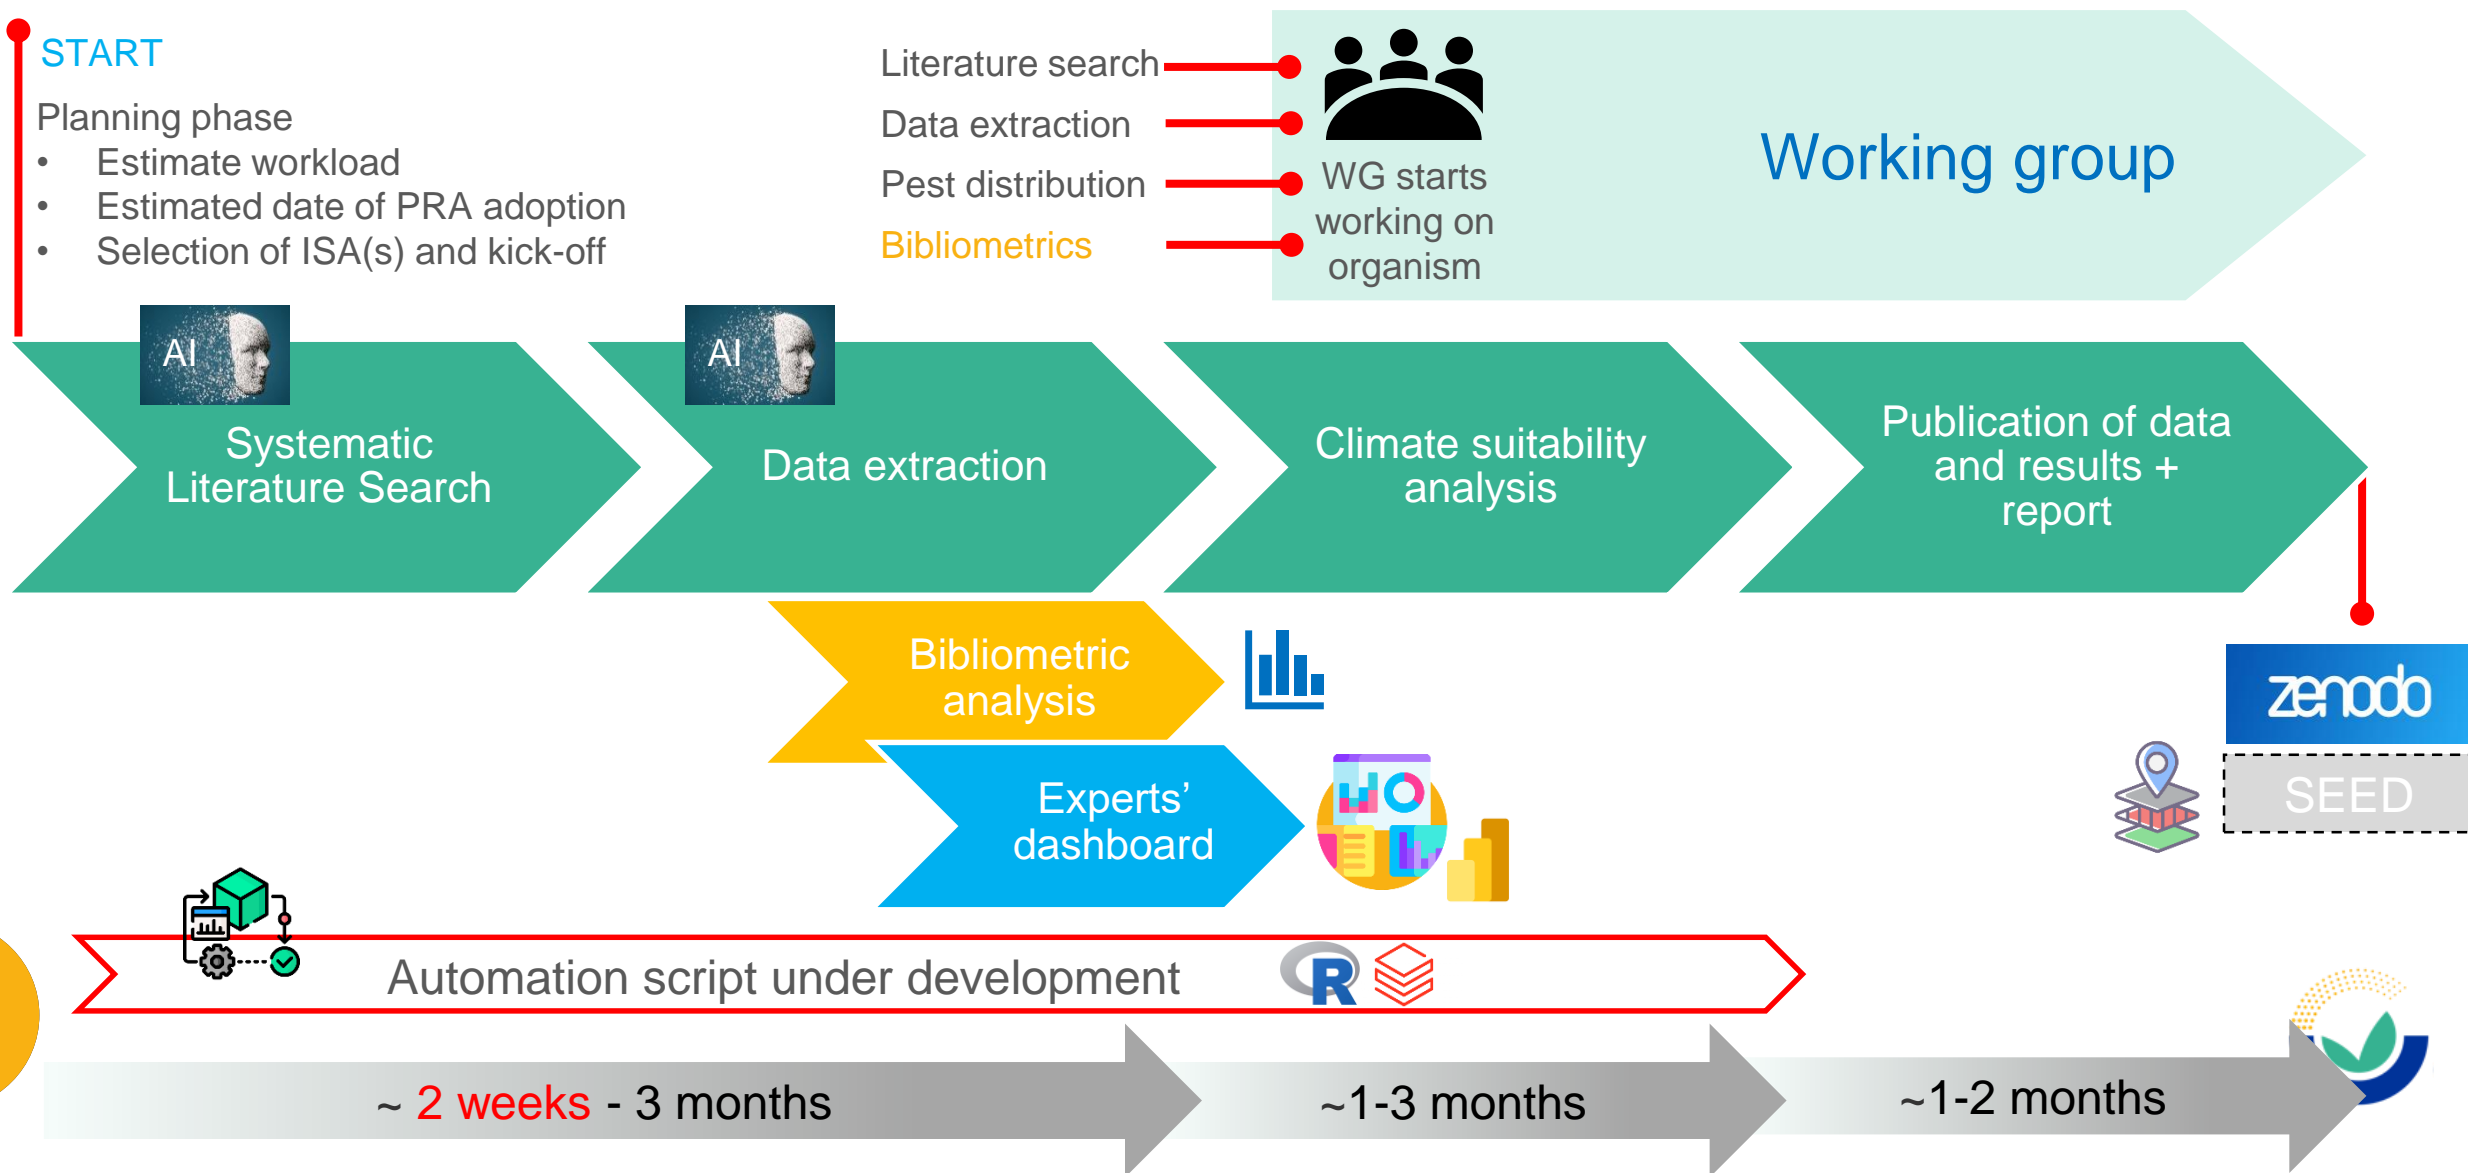 START
Planning phase
• Estimate workload
• Estimated date of PRA adoption
• Selection of ISA(s) and kick-off
Literature search
Data extraction
Pest distribution
Bibliometrics
WG starts
working on
organism
Working group
AI
Systematic
Literature Search
AI
Data extraction
Climate suitability
analysis
Publication of data
and results +
report
Bibliometric
analysis
Experts’
dashboard
zenodo
SEED
Automation script under development
R
~ 2 weeks - 3 months
~1-3 months
~1-2 months